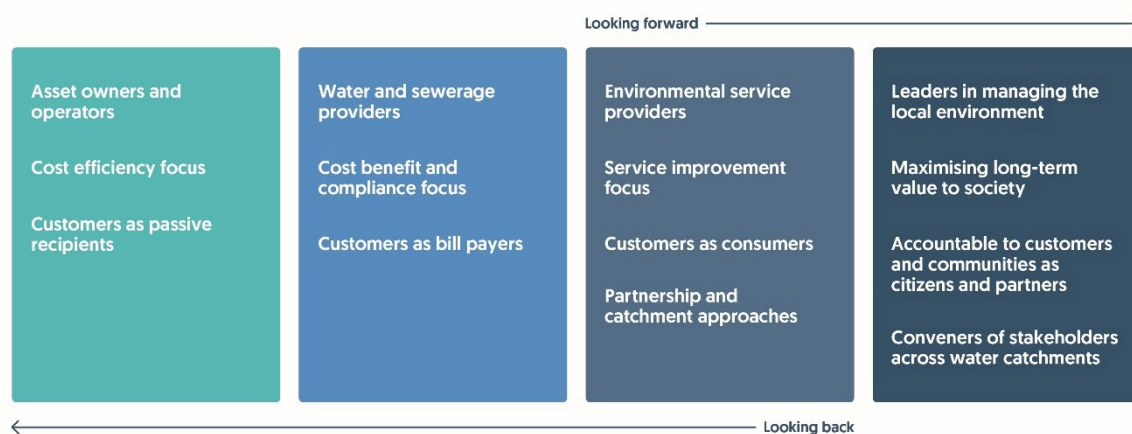 Looking forward
Asset owners and
operators
Cost efficiency focus
Customers as passive
recipients
Water and sewerage
providers
Cost benefit and
compliance focus
Customers as bill payers
Environmental service
providers
Service improvement
focus
Customers as consumers
Partnership and
catchment approaches
Leaders in managing the
local environment
Maximising long-term
value to society
Accountable to customers
and communities as
citizens and partners
Conveners of stakeholders
across water catchments
Looking back